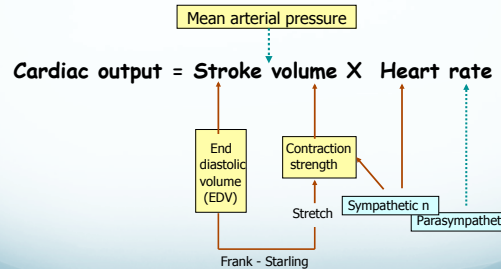 Mean arterial pressure
Cardiac output = Stroke volume X Heart rate
End
diastolic
volume
(EDV)
Contraction
strength
Stretch
Sympathetic n
Parasympathet
Frank - Starling